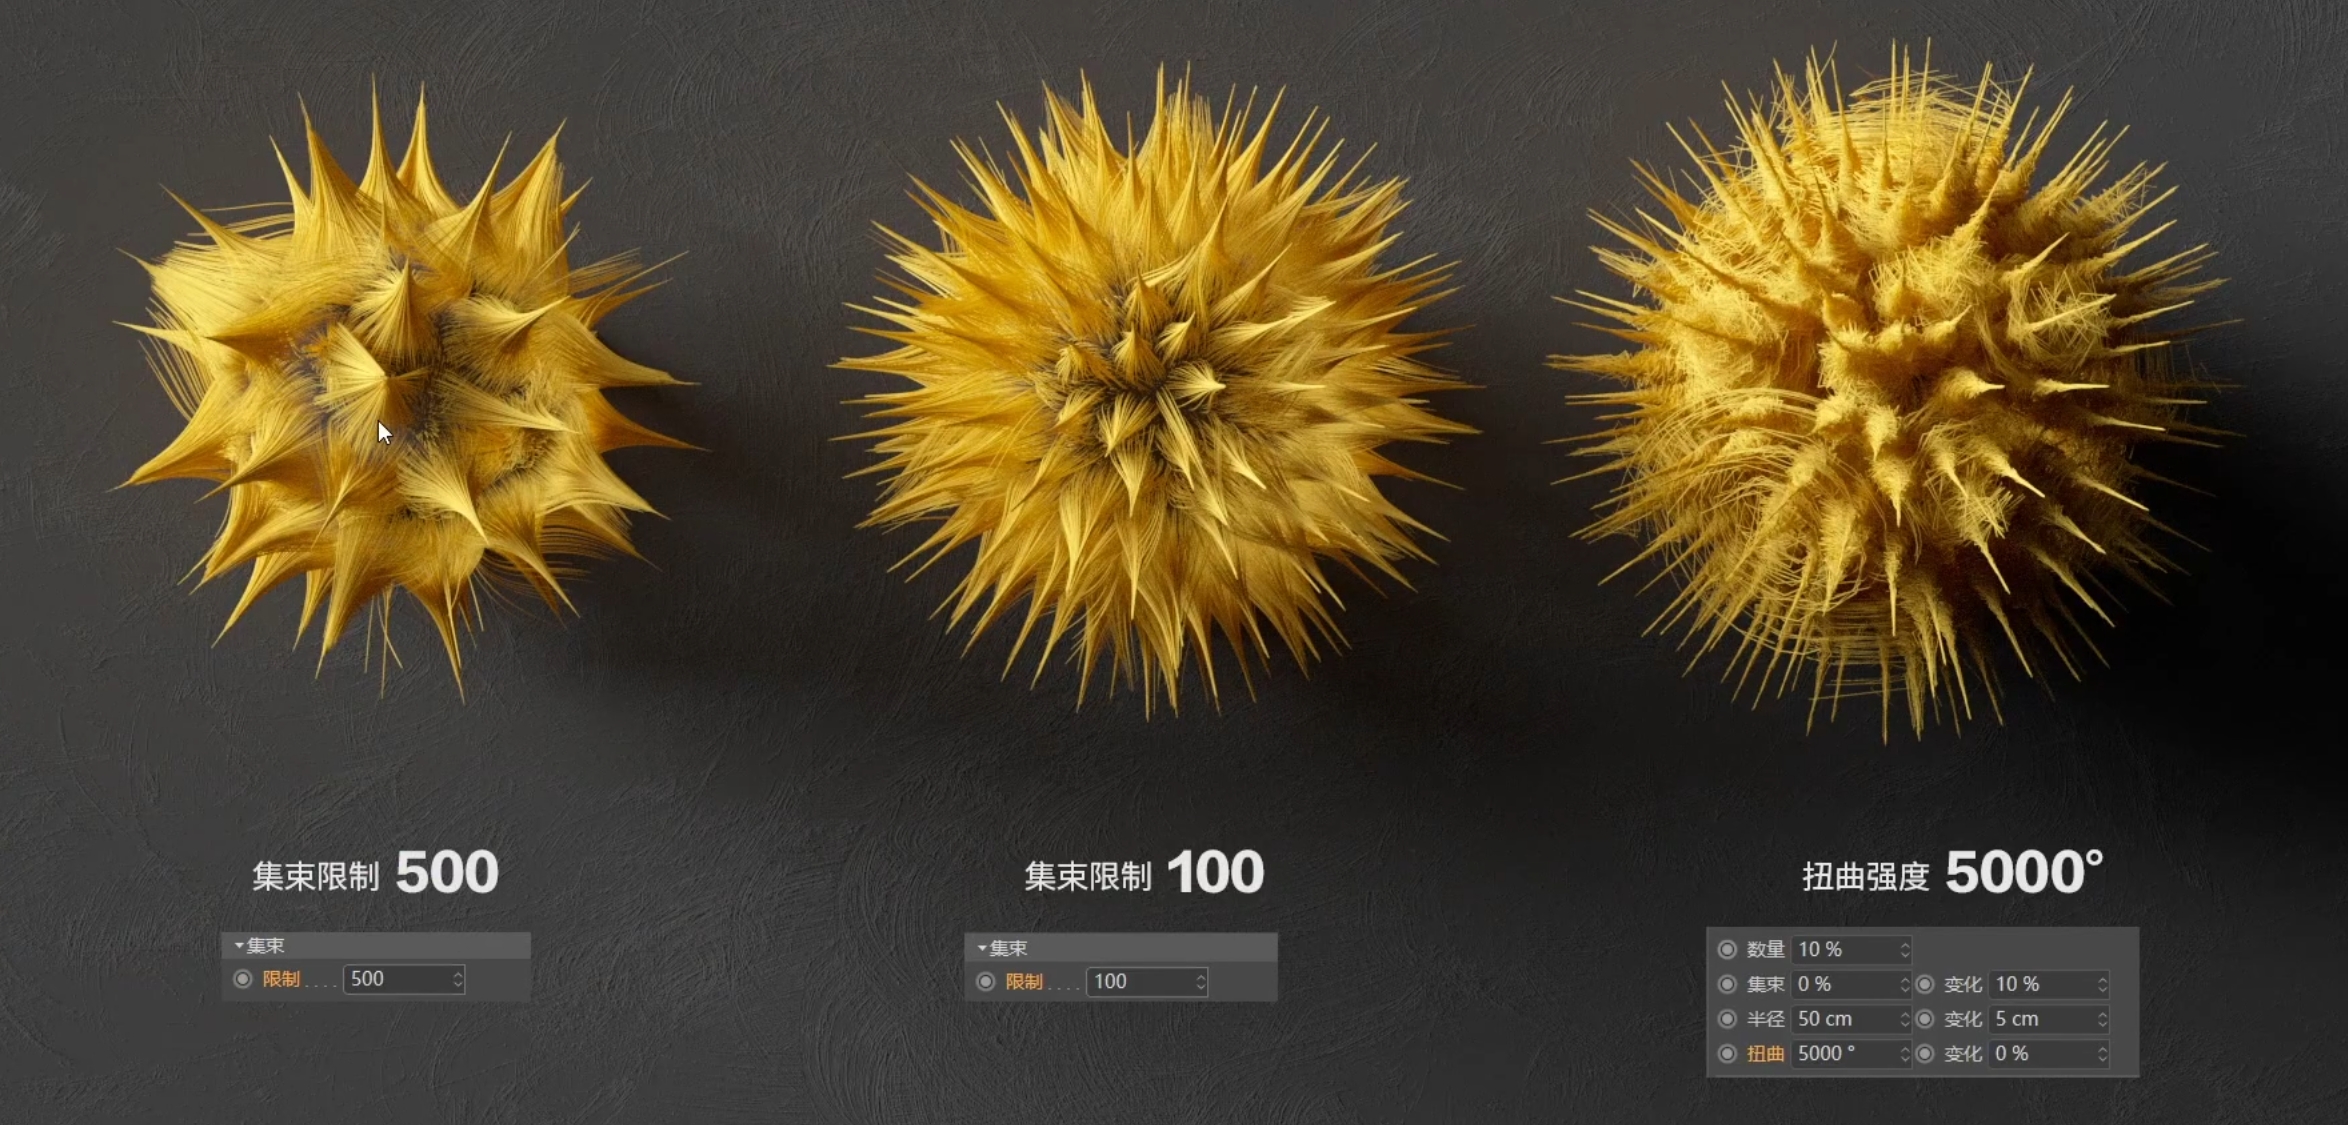 集束限制 500
集束
限制 .... 500
集束限制 100
集束
限制 .... 100
扭曲强度 5000°
数量 10 %
集束 0 % 变化 10 %
半径 50 cm 变化 5 cm
扭曲 5000 ° 变化 0 %